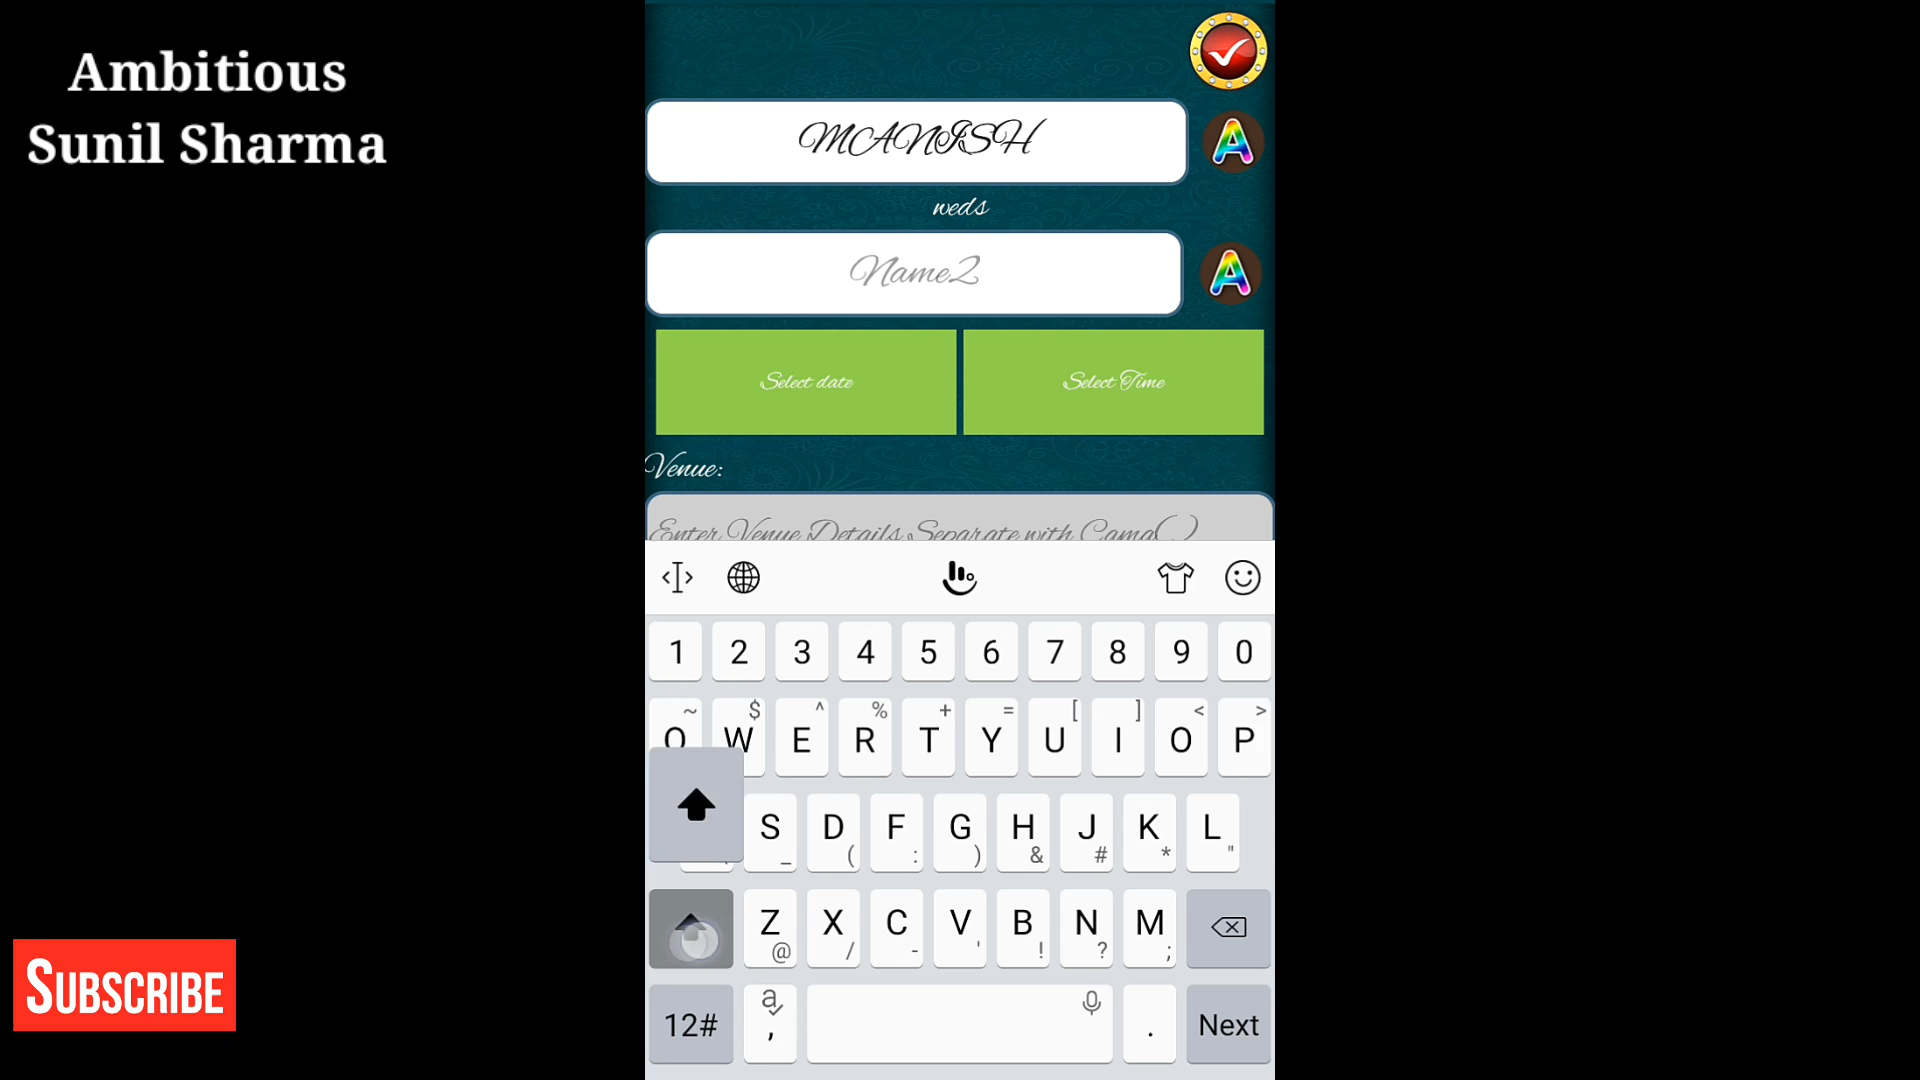 Ambitious
Sunil Sharma
MANISH
weds
Name2
Select date Select Time
Venue:
Enter Venue Details Separate with Cama(,)
1 2 3 4 5 6 7 8 9 0
~ $ ^ % + = [ ] < >
Q W E R T Y U I O P
S D F G H J K L
_ ( : ) & # * "
Z X C V B N M
@ / - ' ! ? ;
12# a , . Next
SUBSCRIBE